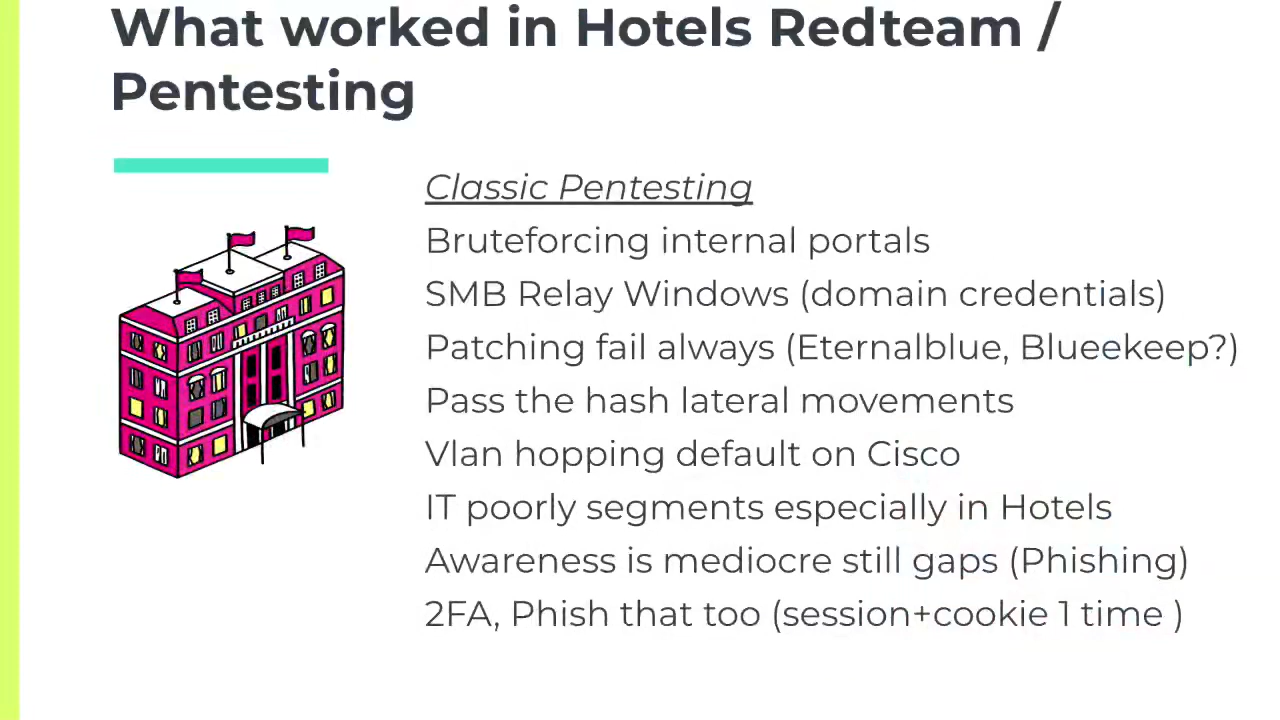 What worked in Hotels Redteam /
Pentesting
Classic Pentesting
Bruteforcing internal portals
SMB Relay Windows (domain credentials)
Patching fail always (Eternalblue, Blueekeep?)
Pass the hash lateral movements
Vlan hopping default on Cisco
IT poorly segments especially in Hotels
Awareness is mediocre still gaps (Phishing)
2FA, Phish that too (session+cookie 1 time )